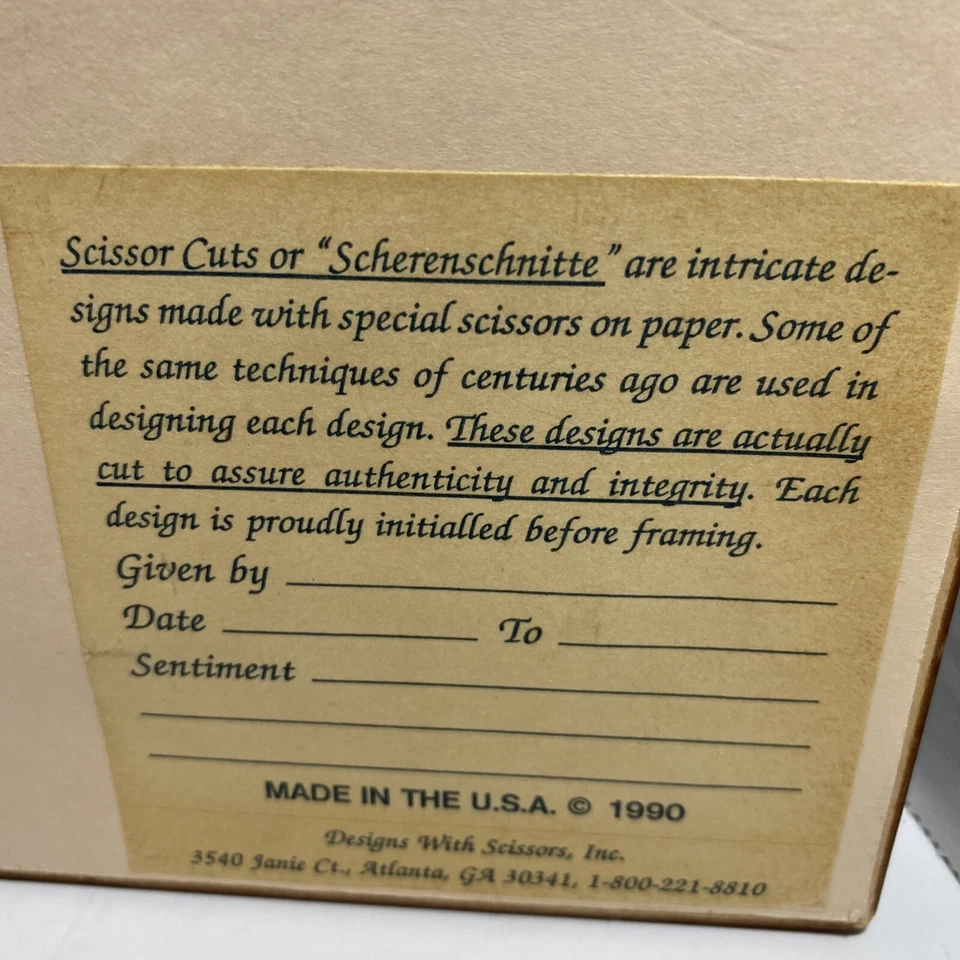 Scissor Cuts or “Scherenschnitte” are intricate de-
signs made with special scissors on paper. Some of
the same techniques of centuries ago are used in
designing each design. These designs are actually
cut to assure authenticity and integrity. Each
design is proudly initialled before framing.
Given by
Date To
Sentiment
MADE IN THE U.S.A. © 1990
Designs With Scissors, Inc.
3540 Janie Ct., Atlanta, GA 30341, 1-800-221-8810